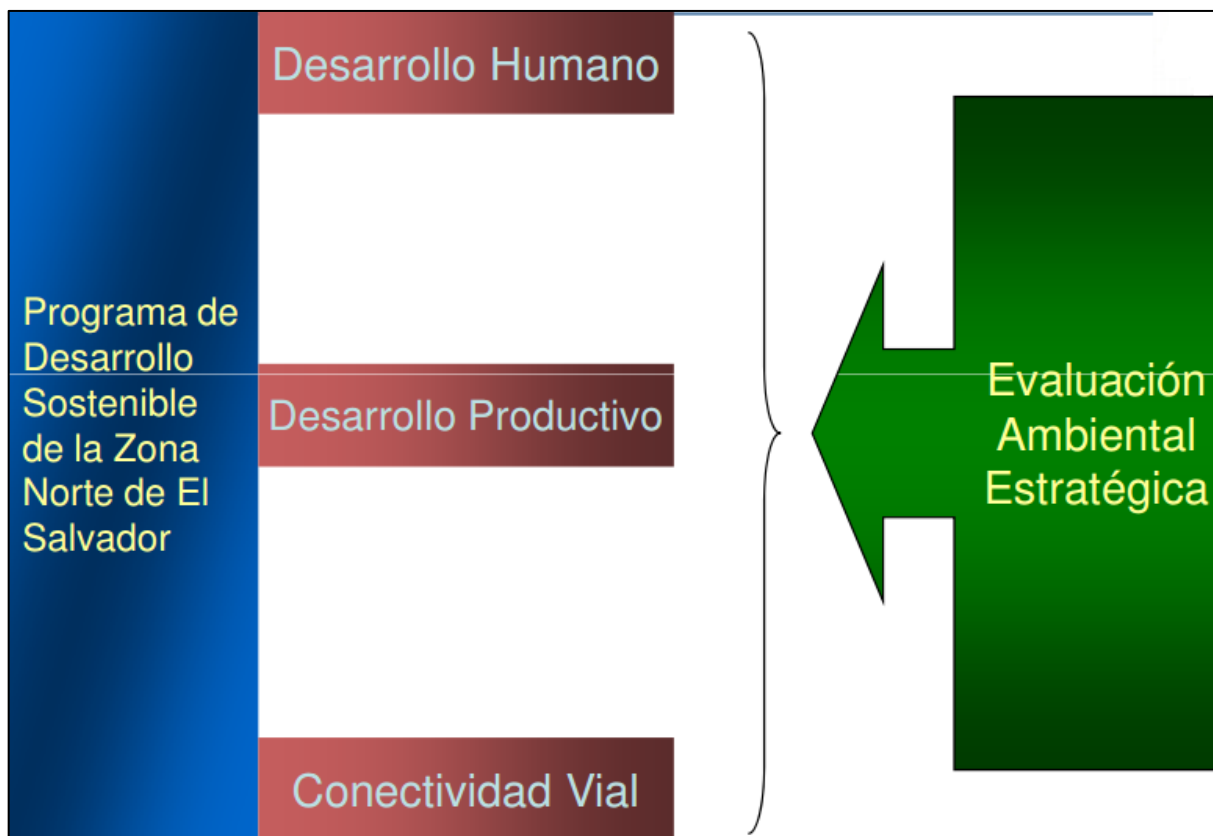 Desarrollo Humano
Programa de
Desarrollo
Sostenible
de la Zona
Norte de El
Salvador
Desarrollo Productivo
Conectividad Vial
Evaluación
Ambiental
Estratégica